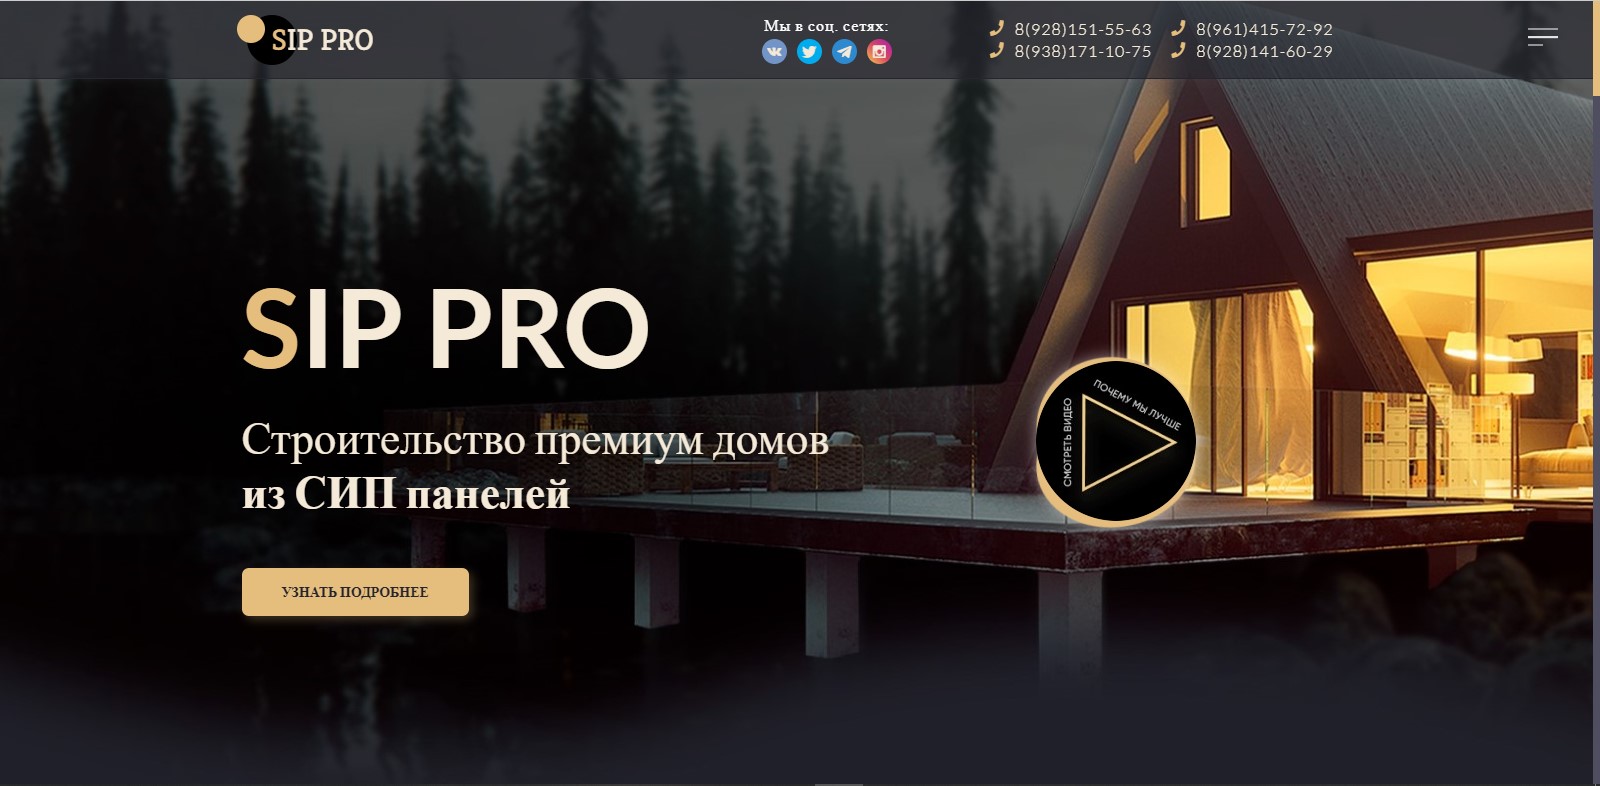 SIP PRO
Мы в соц. сетях:
8(928)151-55-63
8(961)415-72-92
8(938)171-10-75
8(928)141-60-29
SIP PRO
Строительство премиум домов
из СИП панелей
УЗНАТЬ ПОДРОБНЕЕ
СМОТРЕТЬ ВИДЕО
ПОЧЕМУ МЫ ЛУЧШЕ